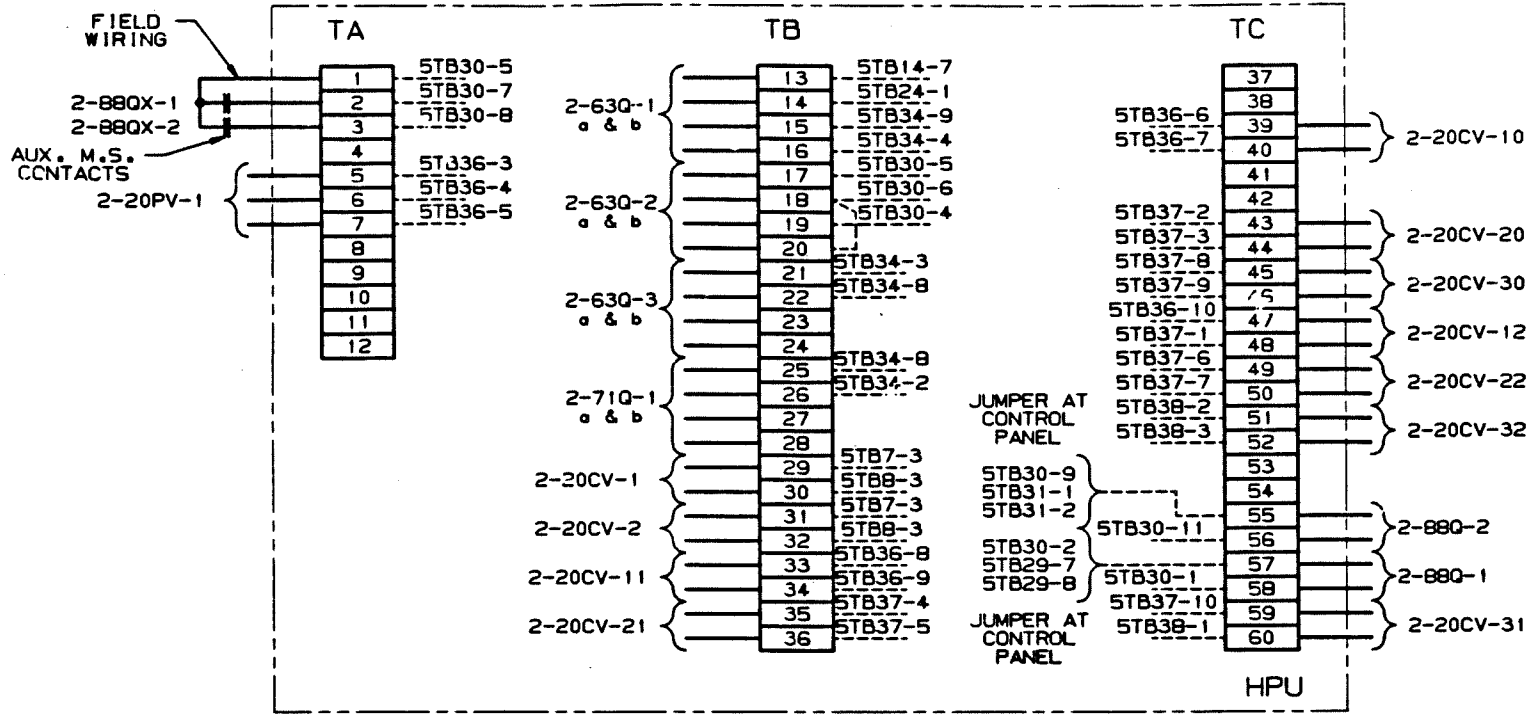 FIELD
WIRING
2-88QX-1
2-88QX-2
AUX. M.S.
CONTACTS
2-20PV-1
TA
1
2
3
4
5
6
7
8
9
10
11
12
5TB30-5
5TB30-7
5TB30-8
5TB36-3
5TB36-4
5TB36-5
TB
2-63Q-1
a & b
2-63Q-2
a & b
2-63Q-3
a & b
2-71Q-1
a & b
2-20CV-1
2-20CV-2
2-20CV-11
2-20CV-21
13
14
15
16
17
18
19
20
21
22
23
24
25
26
27
28
29
30
31
32
33
34
35
36
5TB14-7
5TB24-1
5TB34-9
5TB34-4
5TB30-5
5TB30-6
5TB30-4
5TB34-3
5TB34-8
5TB34-8
5TB34-2
5TB7-3
5TB8-3
5TB7-3
5TB8-3
5TB36-8
5TB36-9
5TB37-4
5TB37-5
TC
5TB36-6
5TB36-7
5TB37-2
5TB37-3
5TB37-8
5TB37-9
5TB36-10
5TB37-1
5TB37-6
5TB37-7
5TB38-2
5TB38-3
JUMPER AT
CONTROL
PANEL
5TB30-9
5TB31-1
5TB31-2
5TB30-11
5TB30-2
5TB29-7
5TB29-8
5TB30-1
5TB37-10
5TB38-1
JUMPER AT
CONTROL
PANEL
37
38
39
40
41
42
43
44
45
46
47
48
49
50
51
52
53
54
55
56
57
58
59
60
2-20CV-10
2-20CV-20
2-20CV-30
2-20CV-12
2-20CV-22
2-20CV-32
2-88Q-2
2-88Q-1
2-20CV-31
HPU